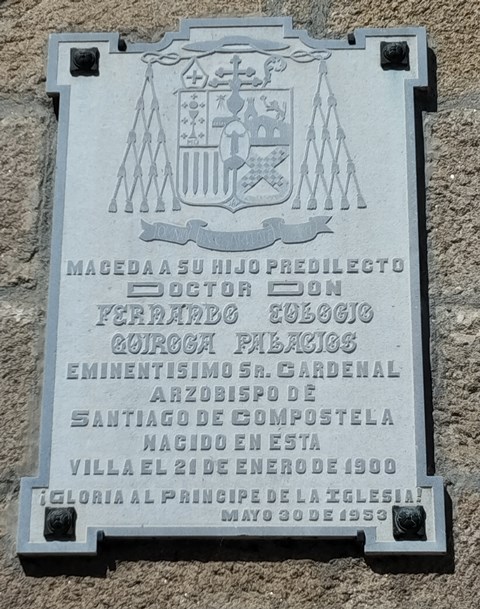 MACEDA A SU HIJO PREDILECTO
DOCTOR DON
FERNANDO EULOGIO
QUIROGA PALACIOS
EMINENTISIMO SR. CARDENAL
ARZOBISPO DE
SANTIAGO DE COMPOSTELA
NACIDO EN ESTA
VILLA EL 21 DE ENERO DE 1900
¡GLORIA AL PRINCIPE DE LA IGLESIA!
MAYO 30 DE 1953